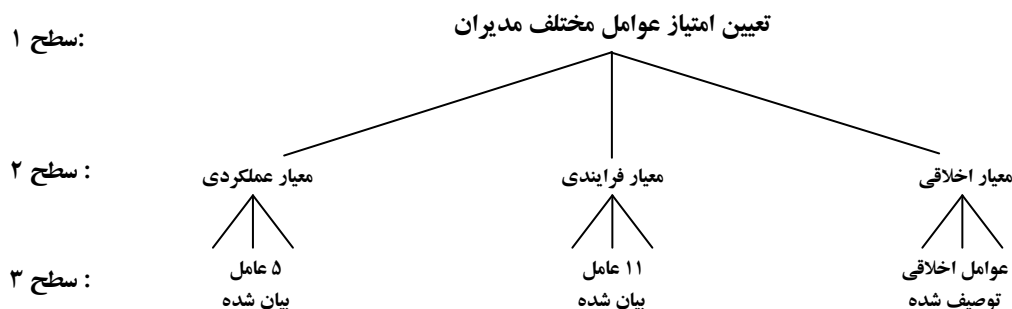 تعیین امتیاز عوامل مختلف مدیران
سطح ۱:
معیار اخلاقی
معیار فرایندی
معیار عملکردی
سطح ۲ :
عوامل اخلاقی
توصیف شده
۱۱ عامل
بیان شده
۵ عامل
بیان شده
سطح ۳ :